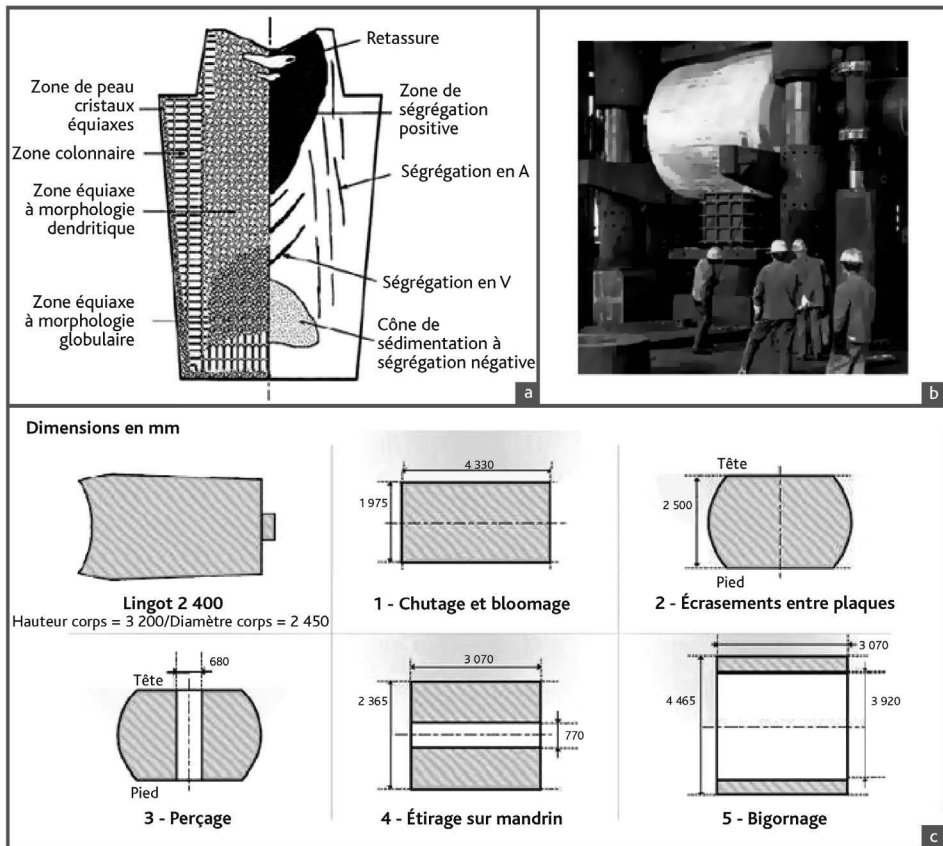 Retassure
Zone de peau
cristaux
équiaxes
Zone colonnaire
Zone équiaxe
à morphologie
dendritique
Zone équiaxe
à morphologie
globulaire
Zone de
ségrégation
positive
Ségrégation en A
Ségrégation en V
Cône de
sédimentation à
ségrégation négative
a
b
Dimensions en mm
Lingot 2 400
Hauteur corps = 3 200/Diamètre corps = 2 450
4 330
1 975
1 - Chutage et bloomage
Tête
2 500
Pied
2 - Écrasements entre plaques
680
Tête
Pied
3 - Perçage
3 070
2 365
770
4 - Étirage sur mandrin
3 070
4 465
3 920
5 - Bigornage
c